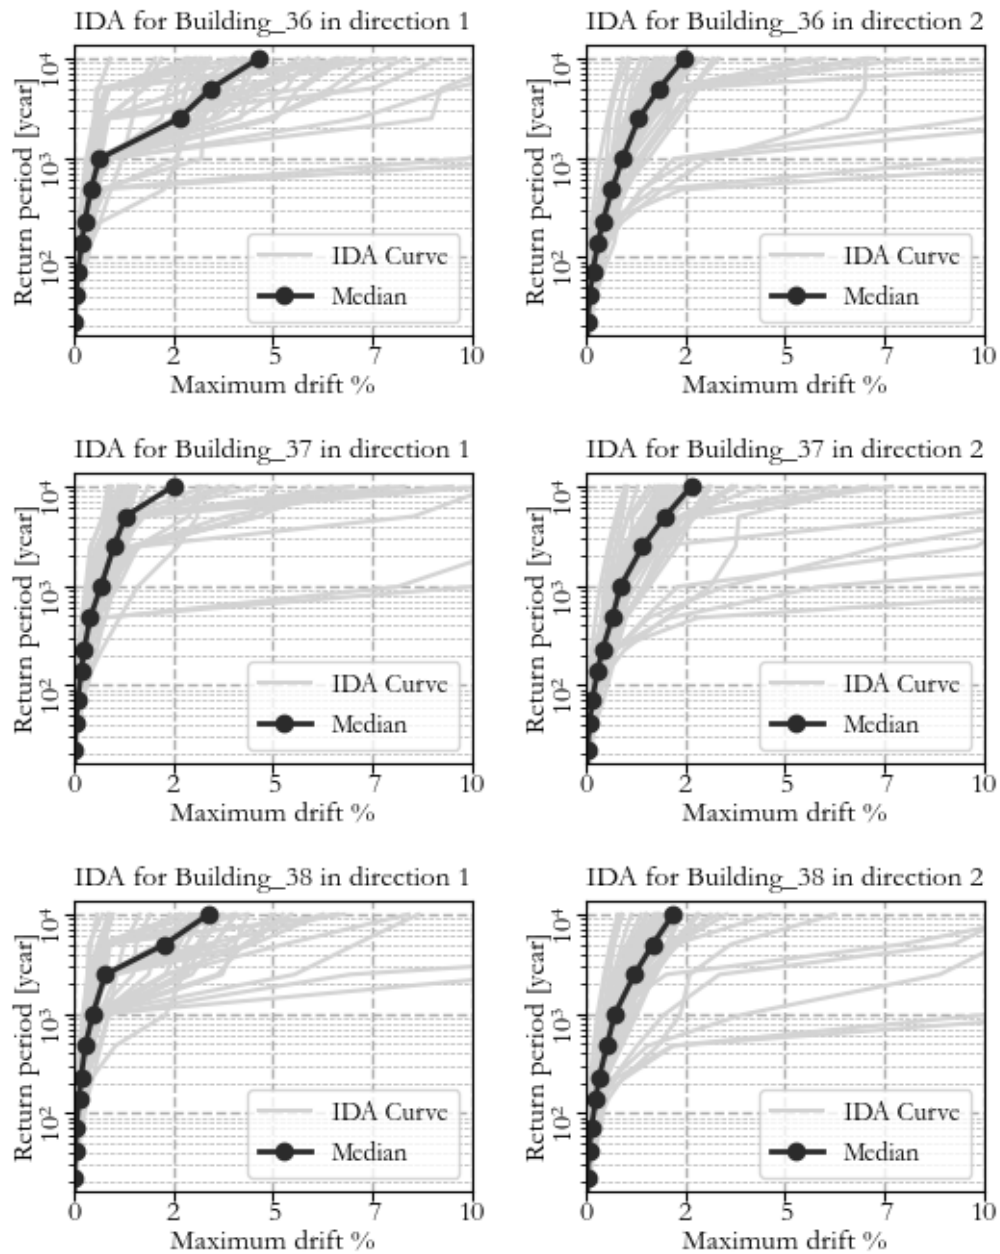 IDA for Building_36 in direction 1
Return period [year]
10⁴
10³
10²
IDA Curve
Median
0 2 5 7 10
Maximum drift %
IDA for Building_36 in direction 2
Return period [year]
10⁴
10³
10²
IDA Curve
Median
0 2 5 7 10
Maximum drift %
IDA for Building_37 in direction 1
Return period [year]
10⁴
10³
10²
IDA Curve
Median
0 2 5 7 10
Maximum drift %
IDA for Building_37 in direction 2
Return period [year]
10⁴
10³
10²
IDA Curve
Median
0 2 5 7 10
Maximum drift %
IDA for Building_38 in direction 1
Return period [year]
10⁴
10³
10²
IDA Curve
Median
0 2 5 7 10
Maximum drift %
IDA for Building_38 in direction 2
Return period [year]
10⁴
10³
10²
IDA Curve
Median
0 2 5 7 10
Maximum drift %